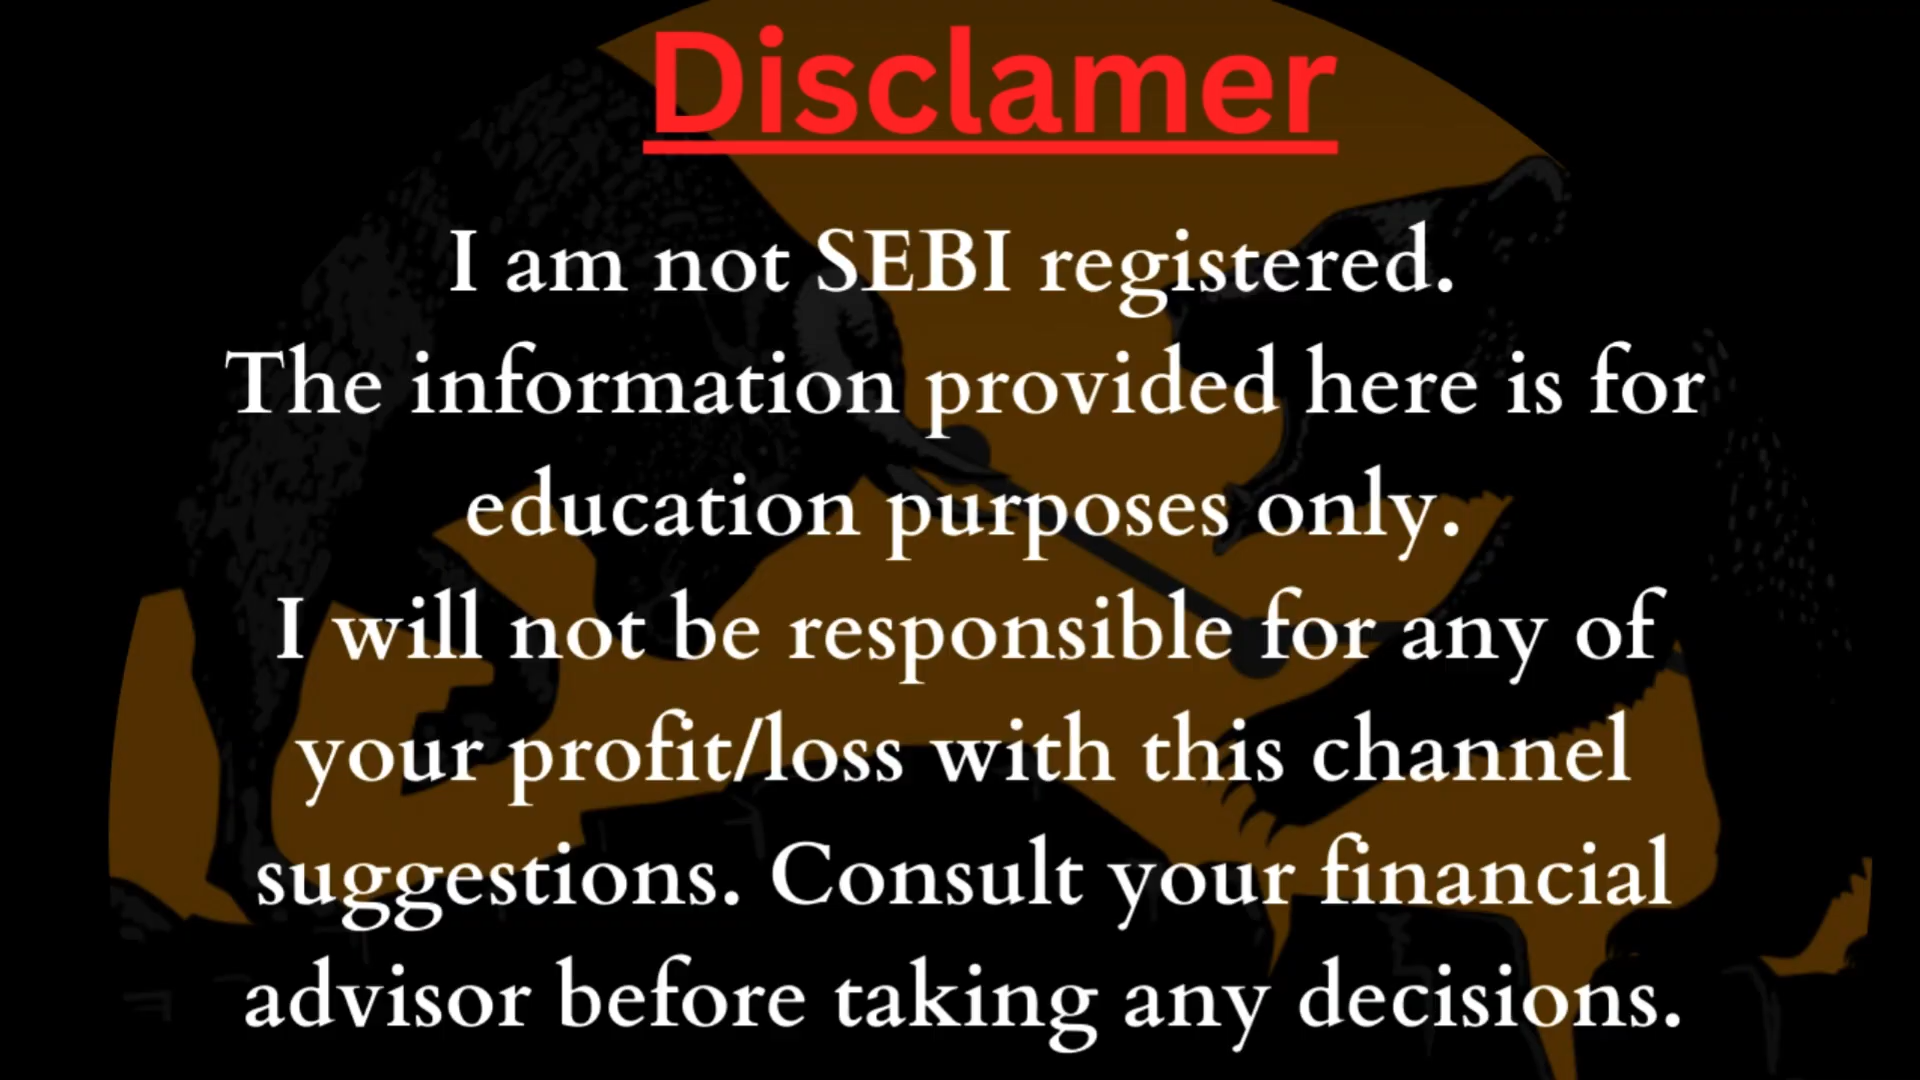 Disclamer
I am not SEBI registered.
The information provided here is for
education purposes only.
I will not be responsible for any of
your profit/loss with this channel
suggestions. Consult your financial
advisor before taking any decisions.